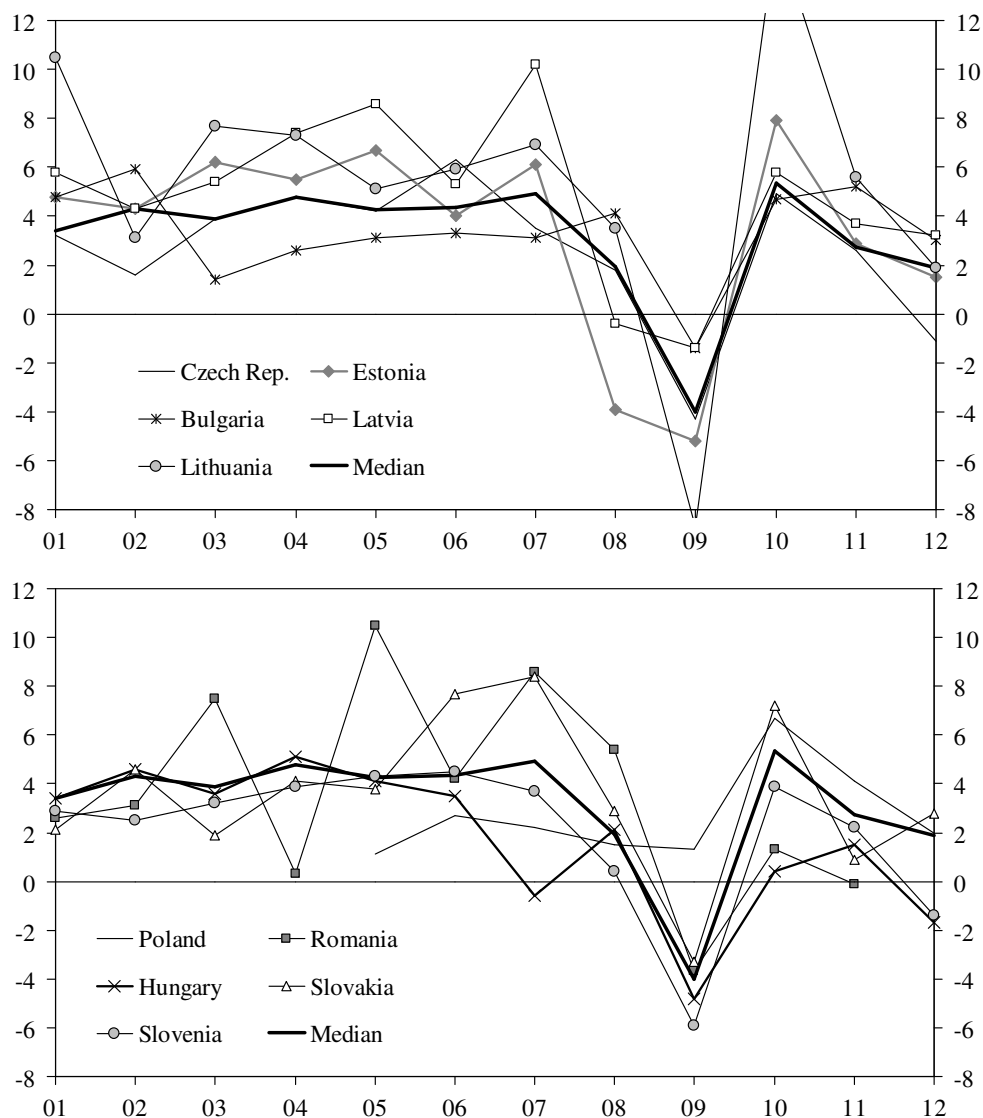 12 12
10 10
8 8
6 6
4 4
2 2
0 0
-2 -2
Czech Rep. Estonia
-4 Bulgaria Latvia -4
-6 Lithuania Median -6
-8 -8
01 02 03 04 05 06 07 08 09 10 11 12
12 12
10 10
8 8
6 6
4 4
2 2
0 0
-2 -2
Poland Romania
-4 Hungary Slovakia -4
-6 Slovenia Median -6
-8 -8
01 02 03 04 05 06 07 08 09 10 11 12